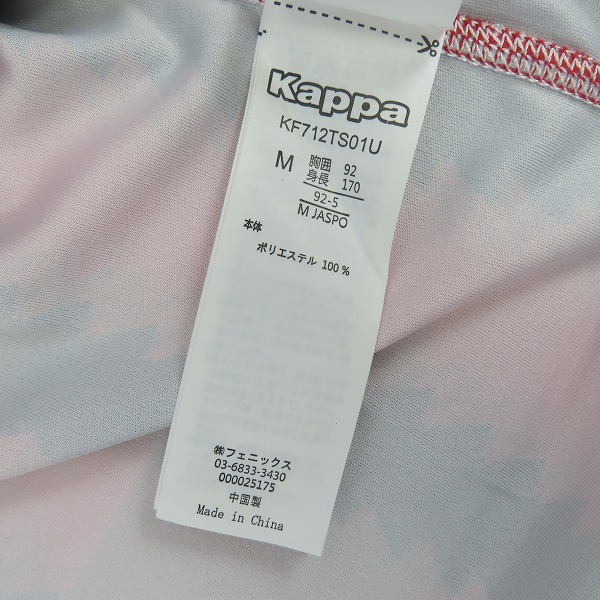 Kappa
KF712TS01U
M 胸囲 92
身長 170
92-5
M JASPO
本体
ポリエステル 100 %
㈱フェニックス
03-6833-3430
000025175
中国製
Made in China